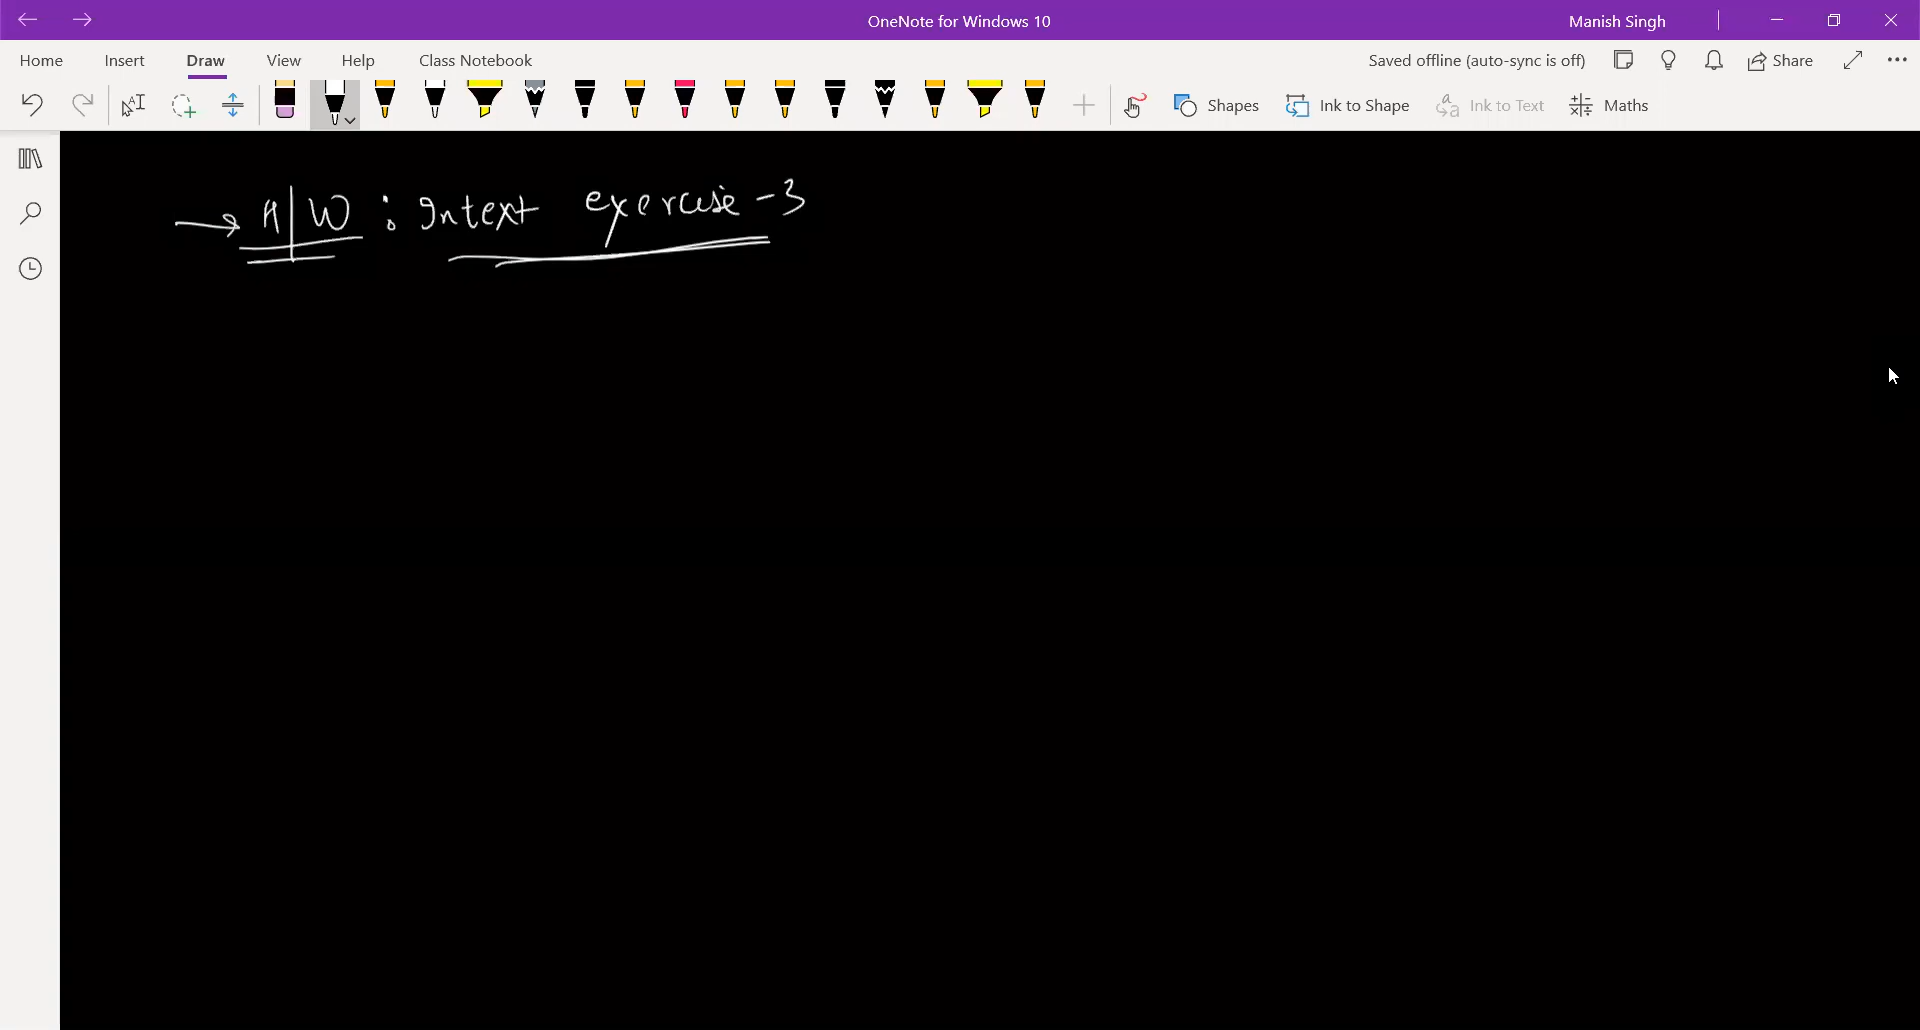 OneNote for Windows 10
Manish Singh
Home Insert Draw View Help Class Notebook
Saved offline (auto-sync is off) Share
Shapes Ink to Shape Ink to Text Maths
→ H|W : Intext exercise -3